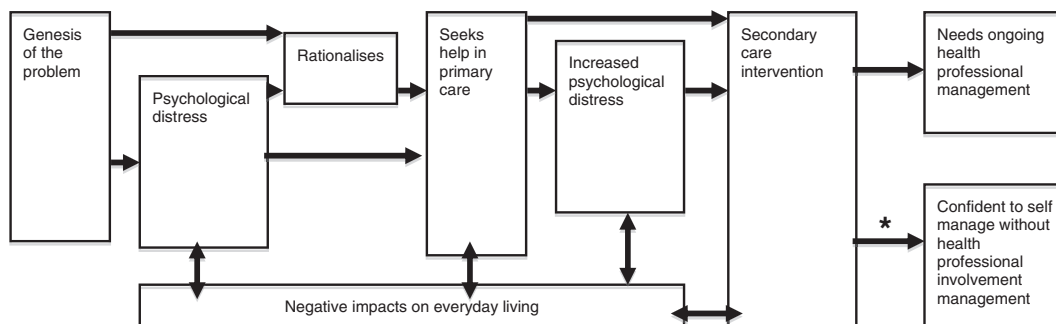 Genesis
of the
problem
Psychological
distress
Rationalises
Seeks
help in
primary
care
Increased
psychological
distress
Secondary
care
intervention
Needs ongoing
health
professional
management
*
Confident to self
manage without
health
professional
involvement
management
Negative impacts on everyday living